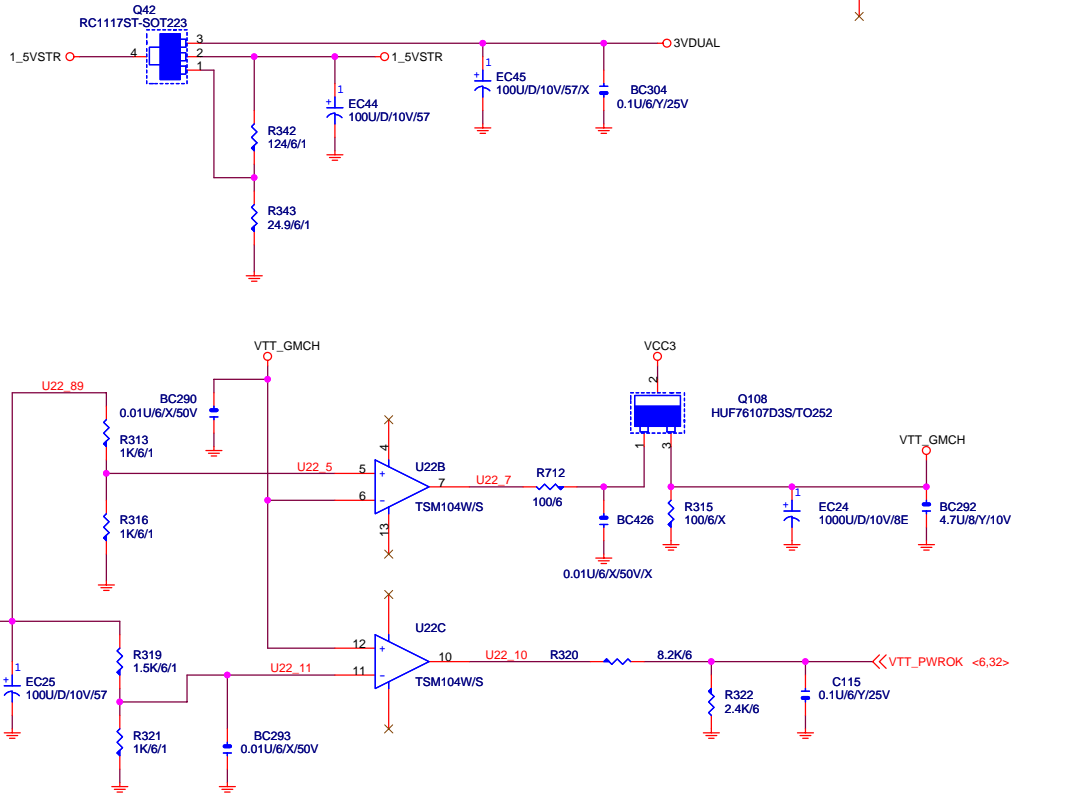 Q42
RC1117ST-SOT223
1_5VSTR
4
3
2
1
1_5VSTR
3VDUAL
1
EC44
100U/D/10V/57
1
EC45
100U/D/10V/57/X
BC304
0.1U/6/Y/25V
R342
124/6/1
R343
24.9/6/1
VTT_GMCH
VCC3
U22_89
BC290
0.01U/6/X/50V
2
Q108
HUF76107D3S/TO252
1
3
VTT_GMCH
R313
1K/6/1
4
U22_5
5
U22B
7
U22_7
R712
100/6
6
TSM104W/S
13
R316
1K/6/1
BC426
0.01U/6/X/50V/X
R315
100/6/X
1
EC24
1000U/D/10V/8E
BC292
4.7U/8/Y/10V
U22C
12
10
U22_10
R320
8.2K/6
VTT_PWROK <6,32>
U22_11
11
TSM104W/S
R319
1.5K/6/1
1
EC25
100U/D/10V/57
R322
2.4K/6
C115
0.1U/6/Y/25V
R321
1K/6/1
BC293
0.01U/6/X/50V